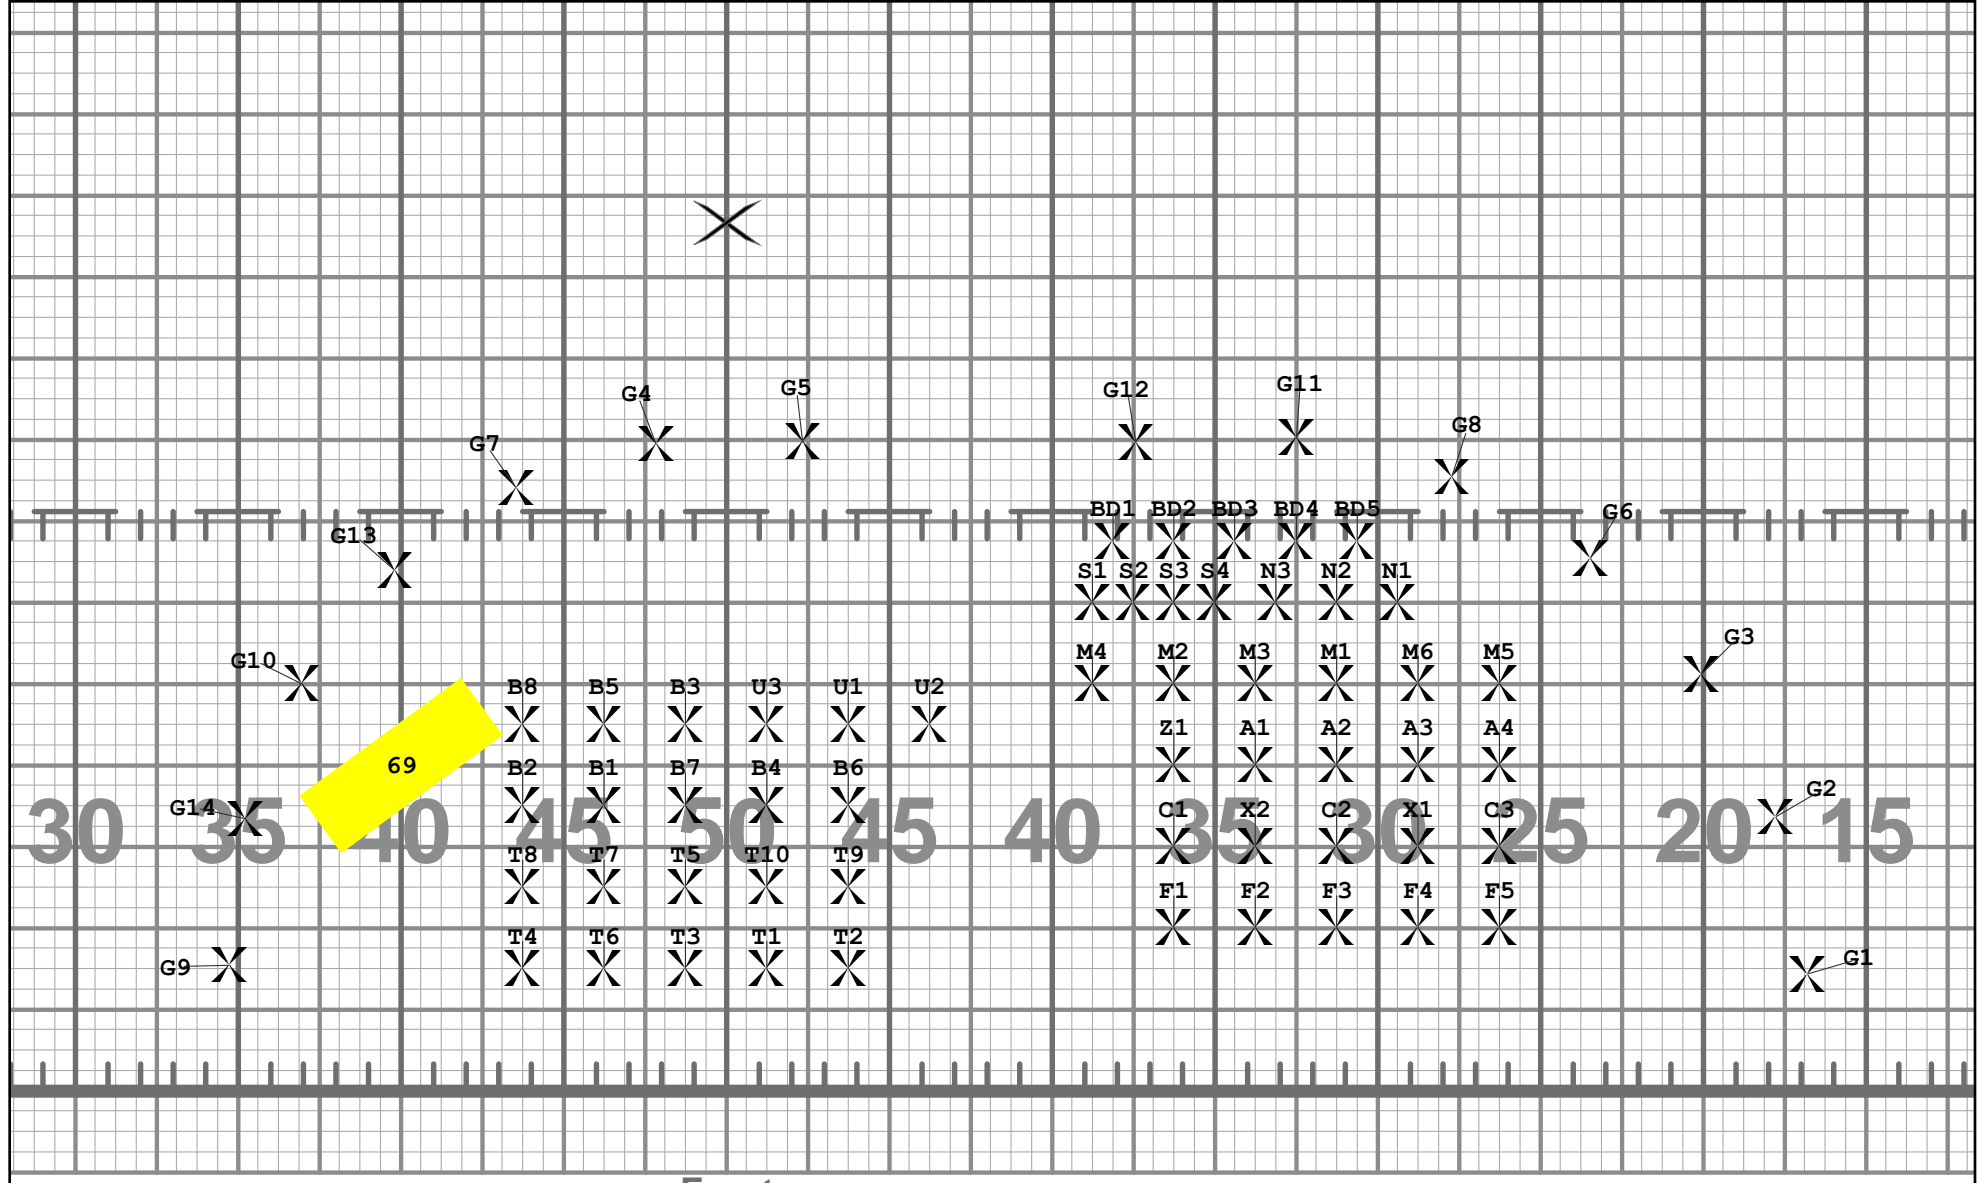 G4 G5 G12 G11
G7 G8
G13 BD1 BD2 BD3 BD4 BD5 G6
S1 S2 S3 S4 N3 N2 N1
G10 M4 M2 M3 M1 M6 M5 G3
B8 B5 B3 U3 U1 U2
Z1 A1 A2 A3 A4
69 B2 B1 B7 B4 B6
G14 C1 X2 C2 X1 C3 G2
30 35 40 45 50 45 40 35 30 25 20 15
T8 T7 T5 T10 T9
F1 F2 F3 F4 F5
T4 T6 T3 T1 T2
G9 G1